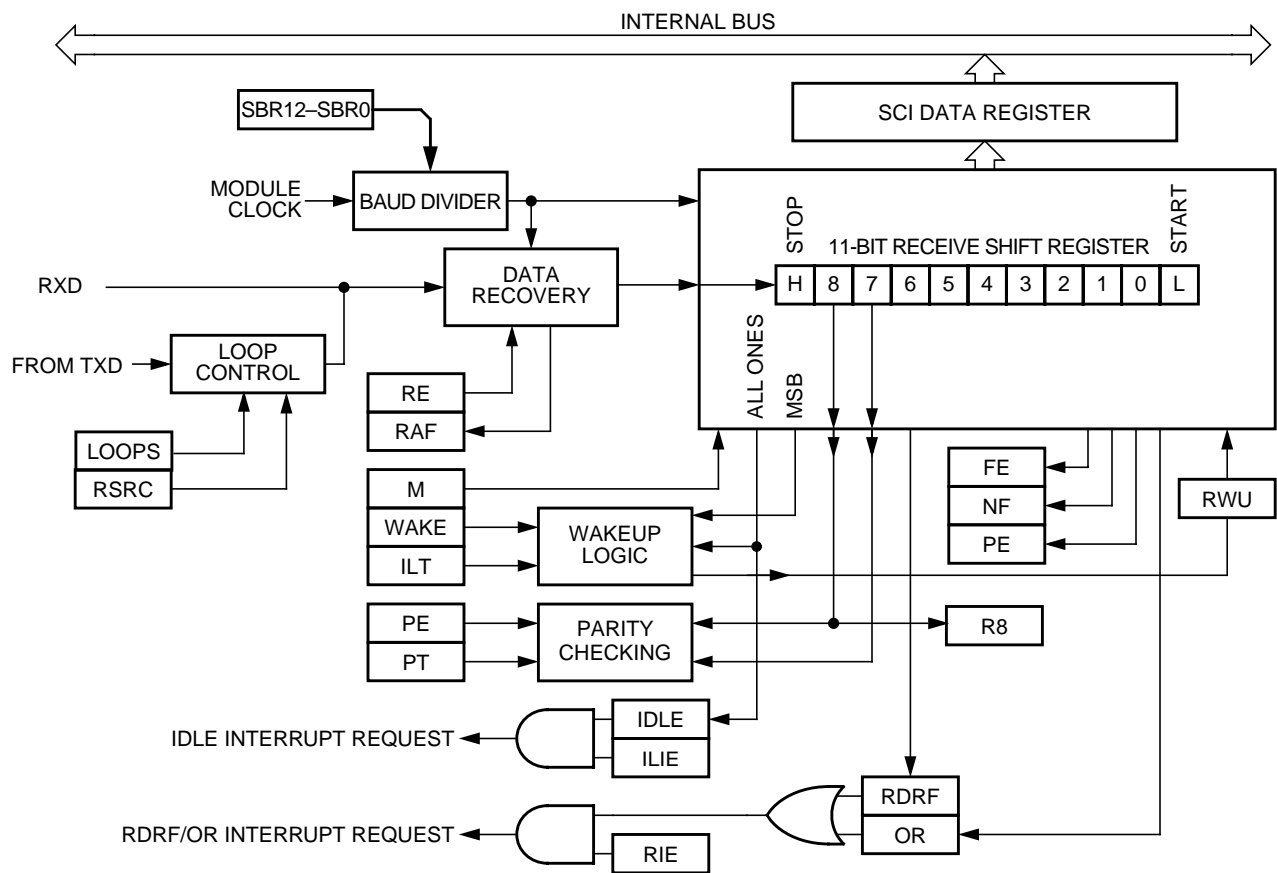 INTERNAL BUS
SBR12–SBR0
SCI DATA REGISTER
MODULE
CLOCK
BAUD DIVIDER
STOP
11-BIT RECEIVE SHIFT REGISTER
START
RXD
DATA
RECOVERY
H 8 7 6 5 4 3 2 1 0 L
FROM TXD
LOOP
CONTROL
ALL ONES
MSB
RE
RAF
LOOPS
RSRC
FE
NF
PE
RWU
M
WAKE
ILT
WAKEUP
LOGIC
PE
PT
PARITY
CHECKING
R8
IDLE INTERRUPT REQUEST
IDLE
ILIE
RDRF/OR INTERRUPT REQUEST
RIE
RDRF
OR